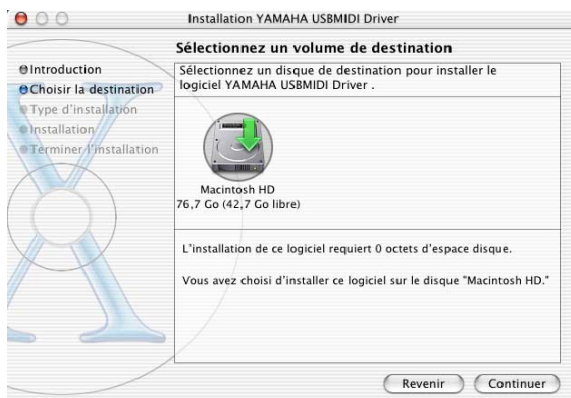 Installation YAMAHA USBMIDI Driver
Sélectionnez un volume de destination
Introduction
Choisir la destination
Type d'installation
Installation
Terminer l'installation
Sélectionnez un disque de destination pour installer le
logiciel YAMAHA USBMIDI Driver .
Macintosh HD
76,7 Go (42,7 Go libre)
L'installation de ce logiciel requiert 0 octets d'espace disque.
Vous avez choisi d'installer ce logiciel sur le disque "Macintosh HD."
Revenir
Continuer